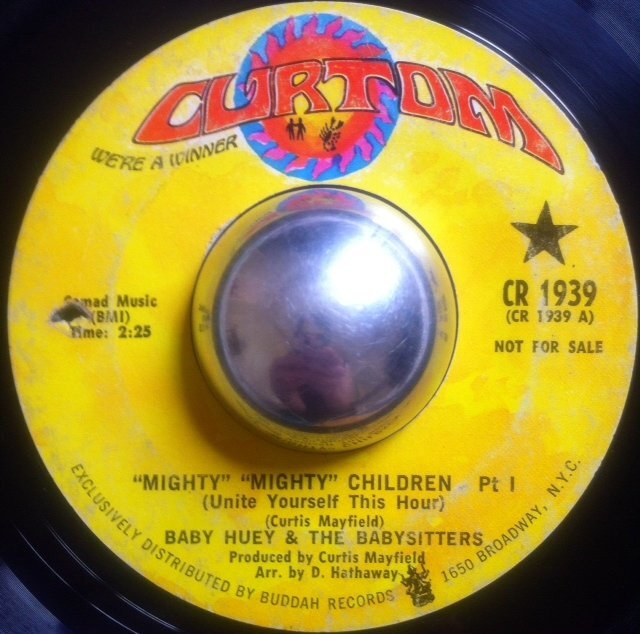 CURTOM
WE'RE A WINNER
CR 1939
(CR 1939 A)
NOT FOR SALE
Music
(BMI)
Time: 2:25
"MIGHTY" "MIGHTY" CHILDREN Pt I
(Unite Yourself This Hour)
(Curtis Mayfield)
BABY HUEY & THE BABYSITTERS
Produced by Curtis Mayfield
Arr. by D. Hathaway
EXCLUSIVELY DISTRIBUTED BY BUDDAH RECORDS 1650 BROADWAY, N.Y.C.